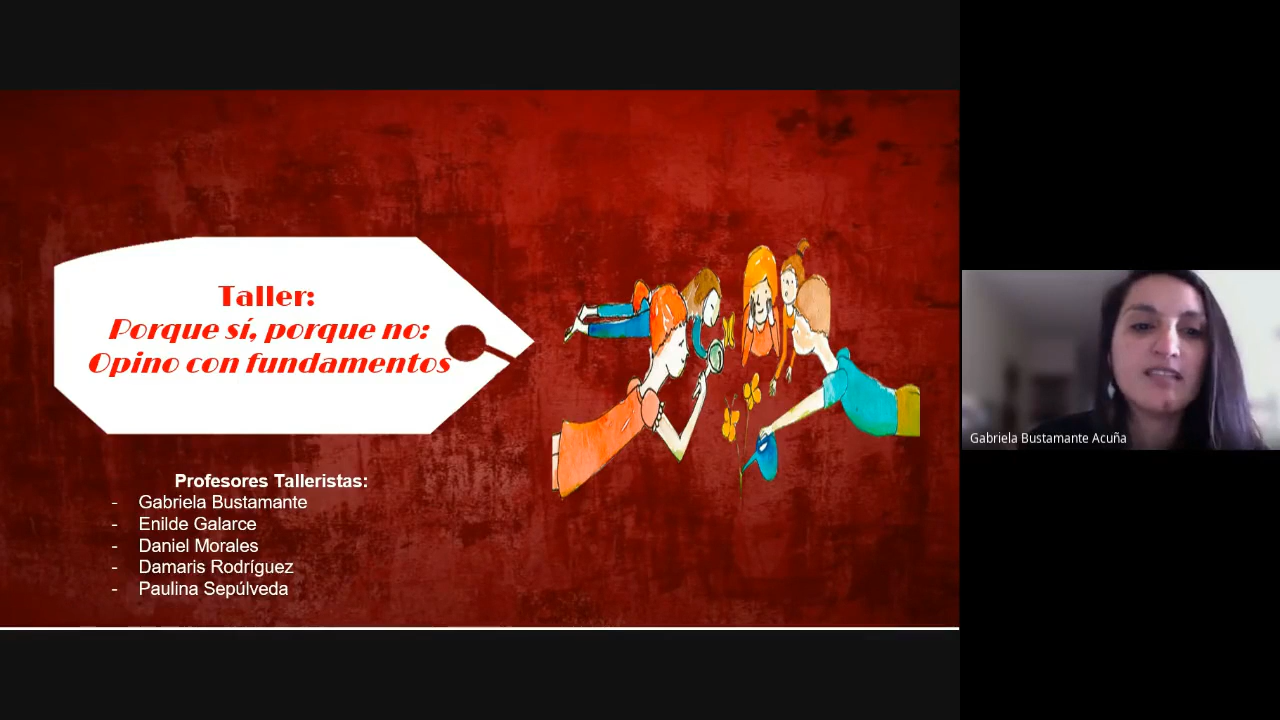 Taller:
Porque sí, porque no:
Opino con fundamentos
Profesores Talleristas:
- Gabriela Bustamante
- Enilde Galarce
- Daniel Morales
- Damaris Rodríguez
- Paulina Sepúlveda
Gabriela Bustamante Acuña